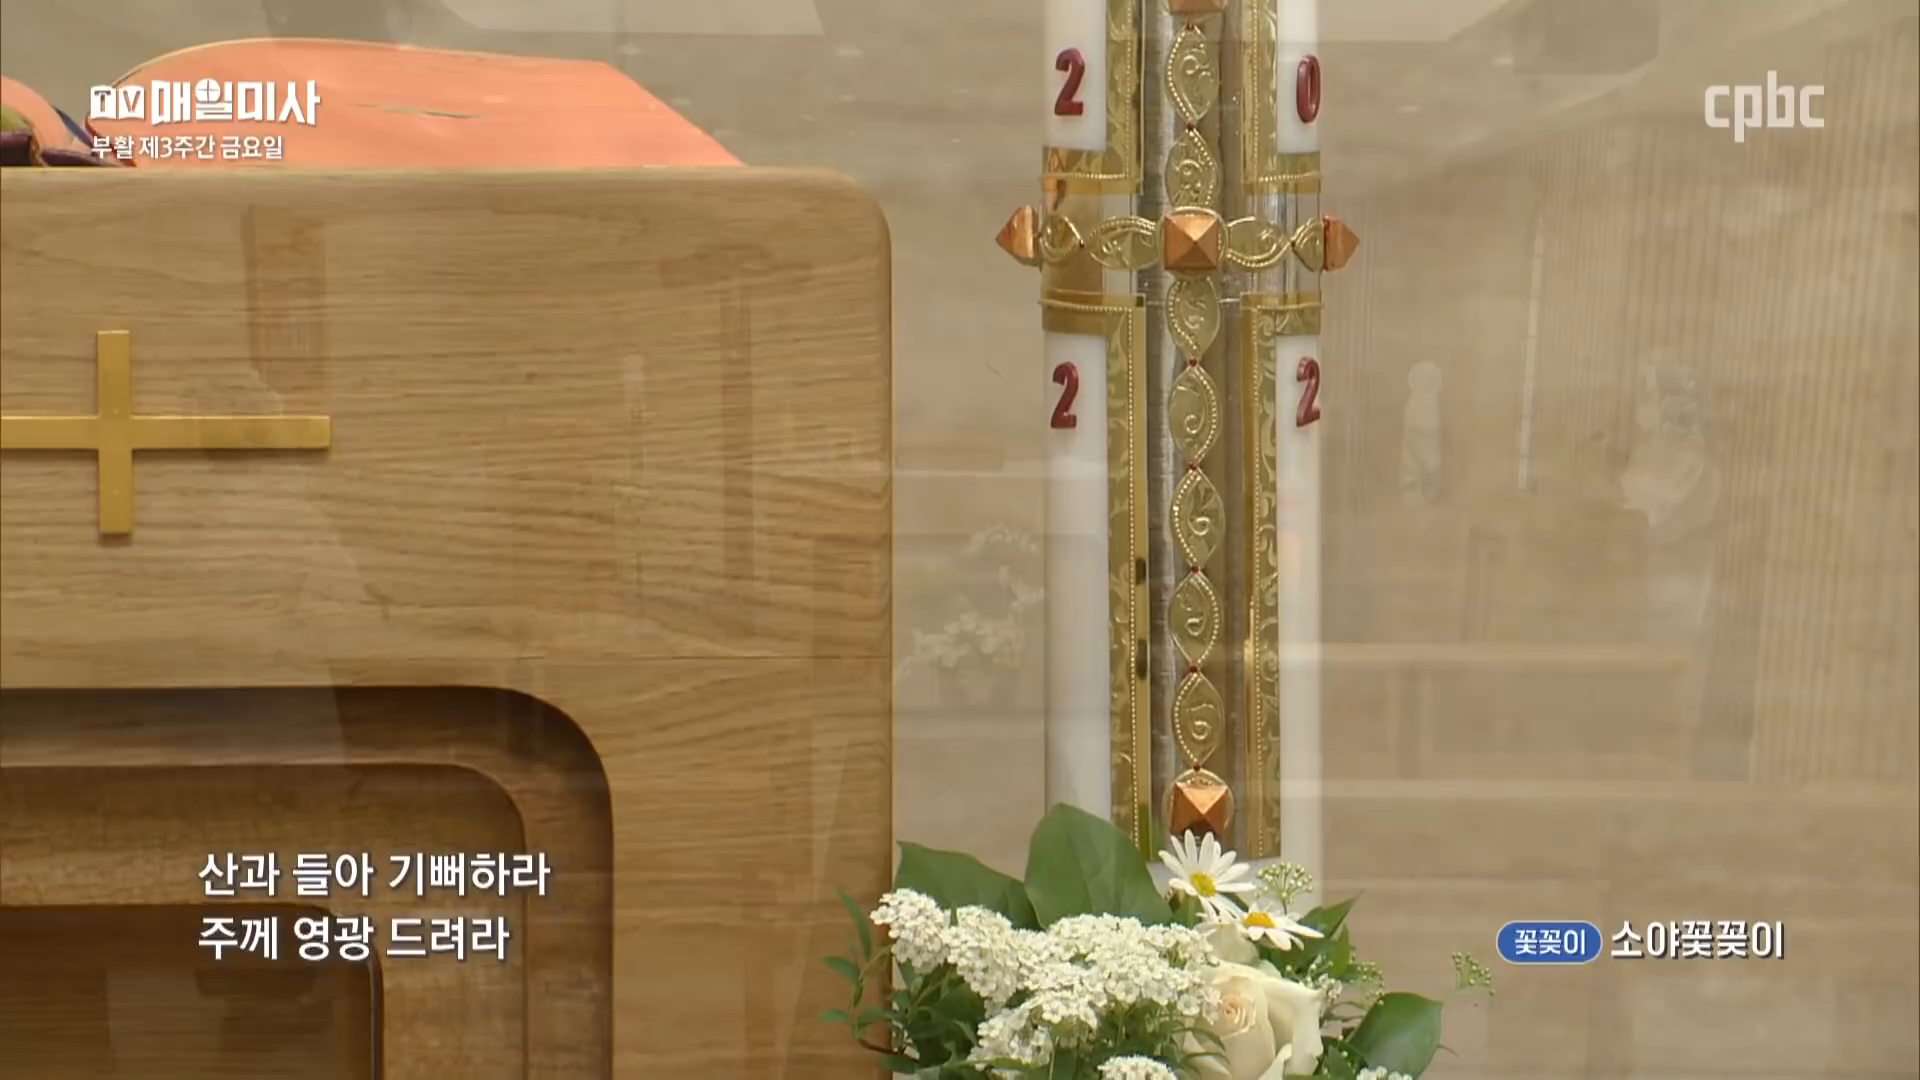 TV매일미사
부활 제3주간 금요일
cpbc
2 0
2 2
산과 들아 기뻐하라
주께 영광 드려라
꽃꽂이 소야꽃꽂이